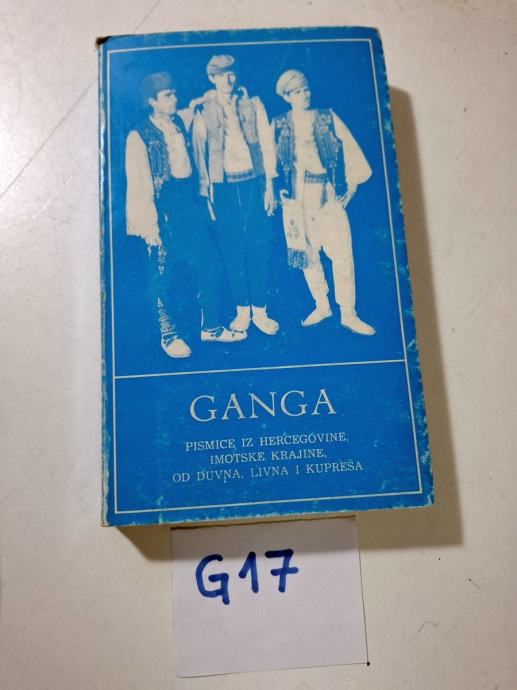 GANGA
PISMICE IZ HERCEGOVINE,
IMOTSKE KRAJINE,
OD DUVNA, LIVNA I KUPREŠA
G17